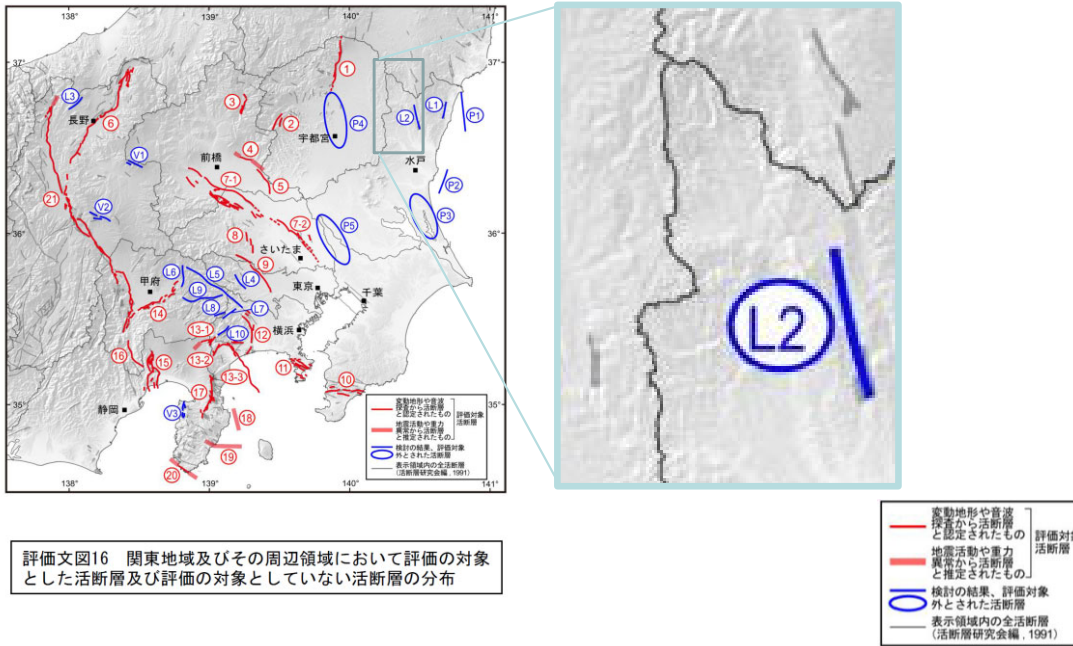 138°
139°
140°
141°
37°
37°
1
L3
3
L1
長野
6
2
P4
L2
P1
宇都宮
V1
4
前橋
水戸
7-1
5
P2
21
V2
P3
36°
7-2
P5
36°
8
さいたま
L6
L5
9
甲府
L4
東京
L9
千葉
L8
L7
14
13-1
横浜
L10
12
16
15
13-2
13-3
11
10
17
35°
静岡
V3
35°
18
19
20
変動地形や音波
探査から活断層
と認定されたもの
評価対象
活断層
地震活動や重力
異常から活断層
と推定されたもの
検討の結果、評価対象
外とされた活断層
表示領域内の全活断層
(活断層研究会編,1991)
138°
139°
140°
141°
L2
評価文図16 関東地域及びその周辺領域において評価の対象
とした活断層及び評価の対象としていない活断層の分布
変動地形や音波
探査から活断層
と認定されたもの
評価対象
活断層
地震活動や重力
異常から活断層
と推定されたもの
検討の結果、評価対象
外とされた活断層
表示領域内の全活断層
(活断層研究会編,1991)